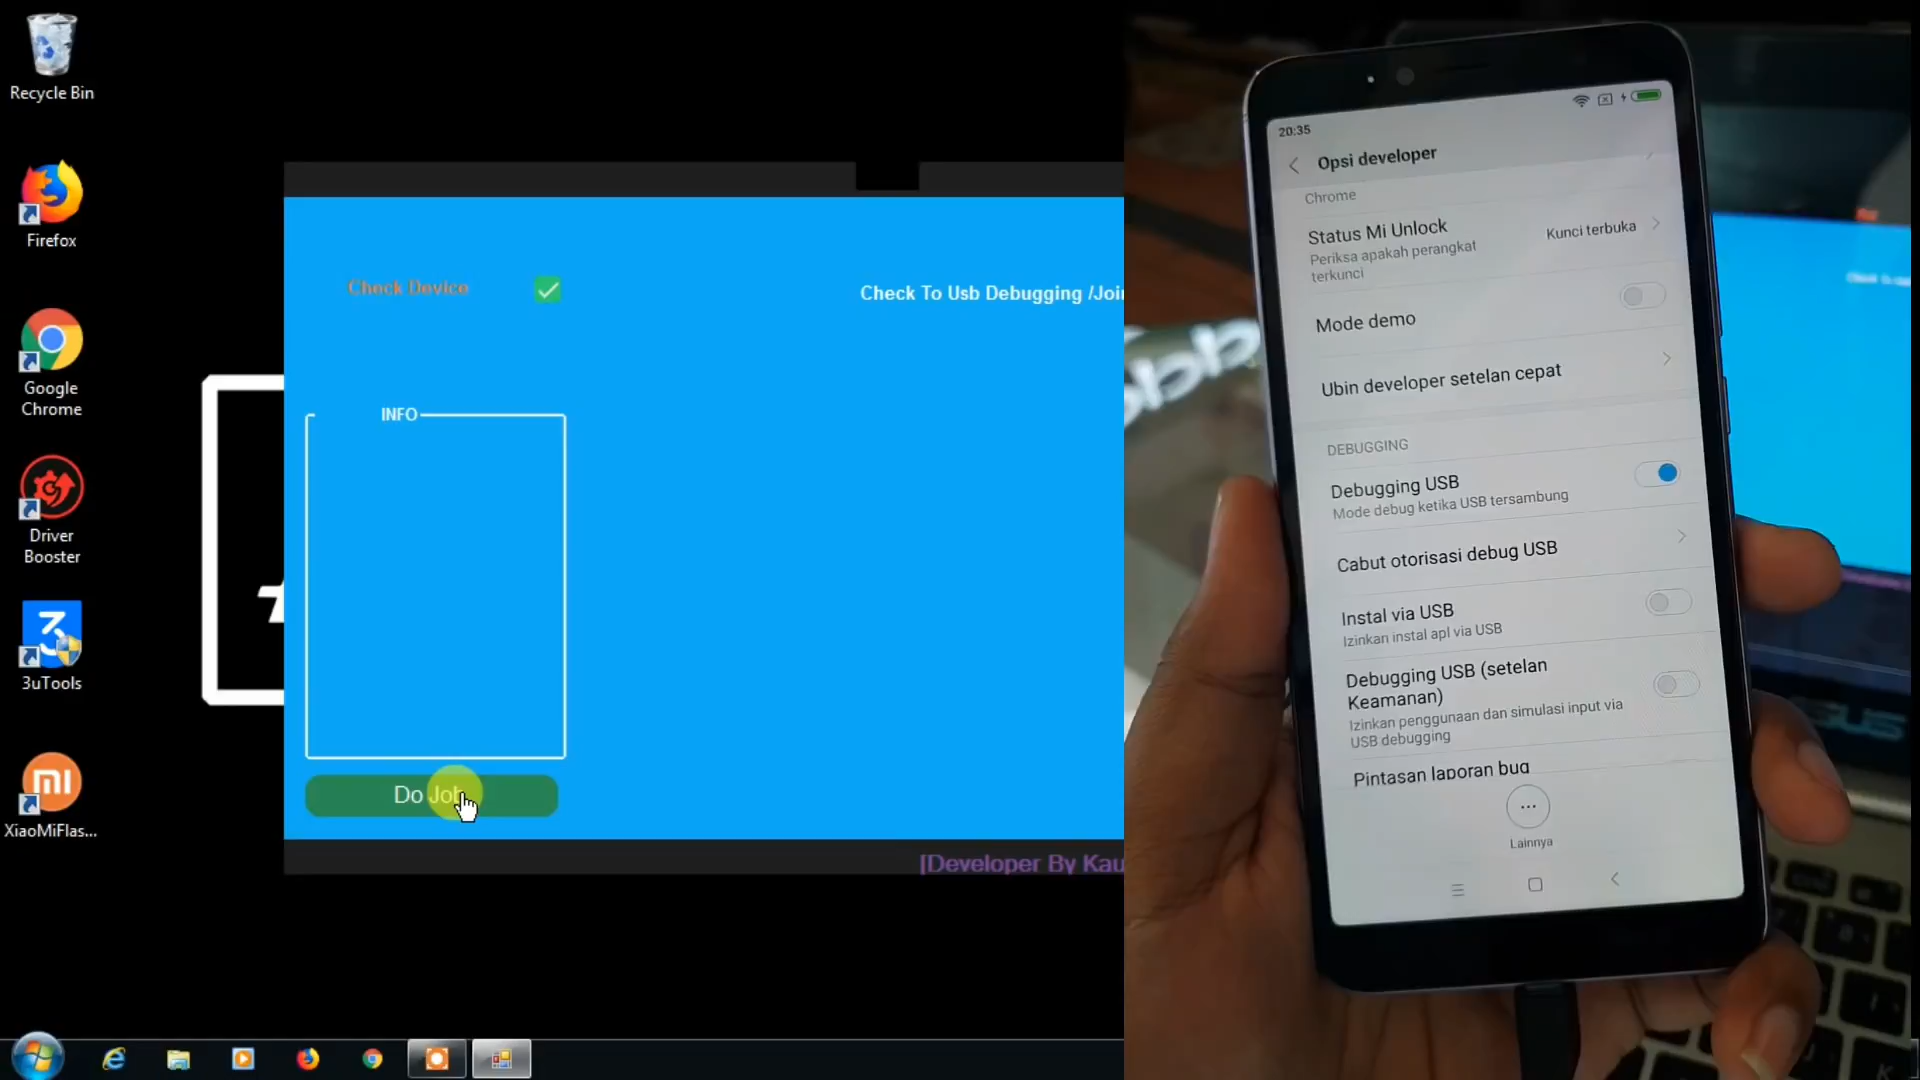 Recycle Bin
Firefox
Google
Chrome
Driver
Booster
3uTools
XiaoMiFlas...
Check Device
Check To Usb Debugging /Join
INFO
Do Job
[Developer By Kau
20:35
Opsi developer
Chrome
Status Mi Unlock
Periksa apakah perangkat
terkunci
Kunci terbuka
Mode demo
Ubin developer setelan cepat
DEBUGGING
Debugging USB
Mode debug ketika USB tersambung
Cabut otorisasi debug USB
Instal via USB
Izinkan instal apl via USB
Debugging USB (setelan
Keamanan)
Izinkan penggunaan dan simulasi input via
USB debugging
Pintasan laporan bug
Lainnya